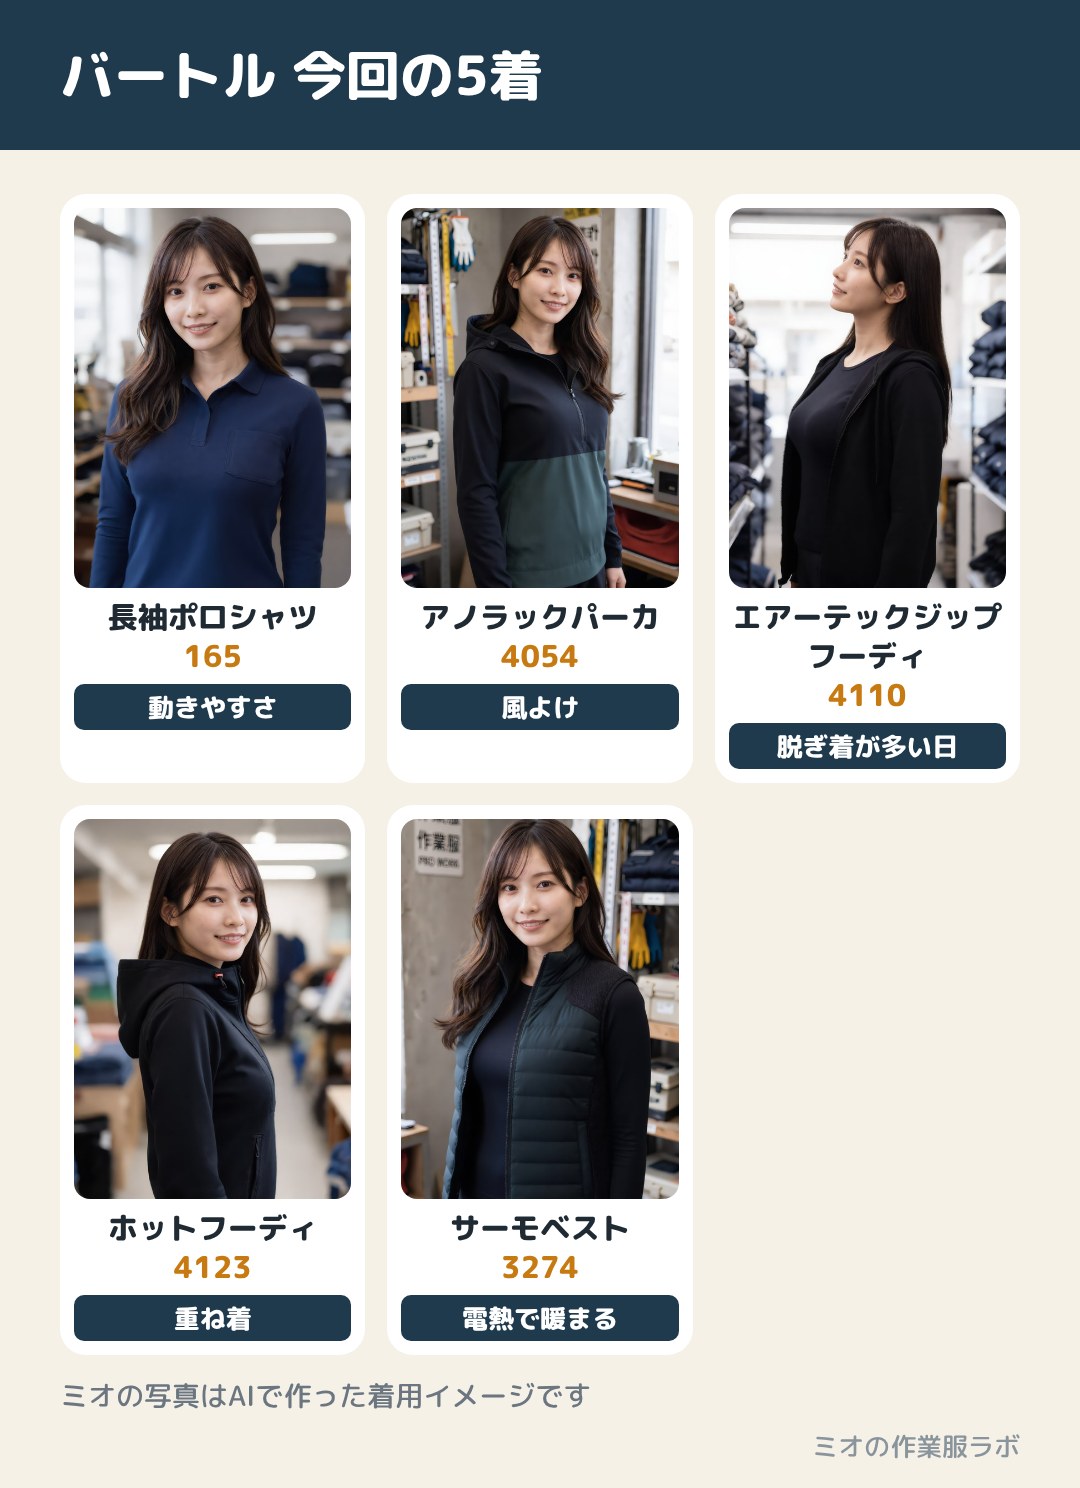 バートル 今回の5着
長袖ポロシャツ
165
動きやすさ
アノラックパーカ
4054
風よけ
エアーテックジップ
フーディ
4110
脱ぎ着が多い日
作業服
PRO WORK
ホットフーディ
4123
重ね着
サーモベスト
3274
電熱で暖まる
ミオの写真はAIで作った着用イメージです
ミオの作業服ラボ